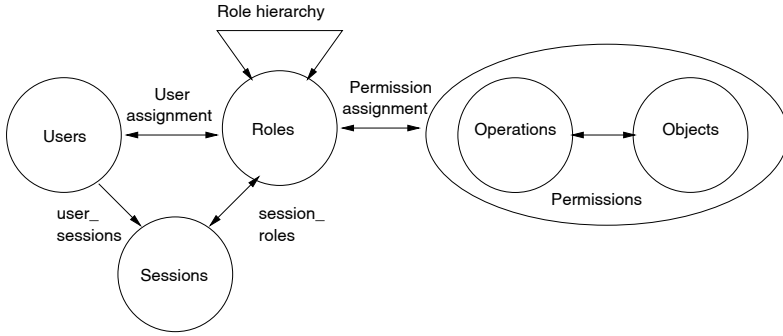 Role hierarchy
User
assignment
Permission
assignment
Users
Roles
Operations
Objects
Permissions
user_
sessions
session_
roles
Sessions